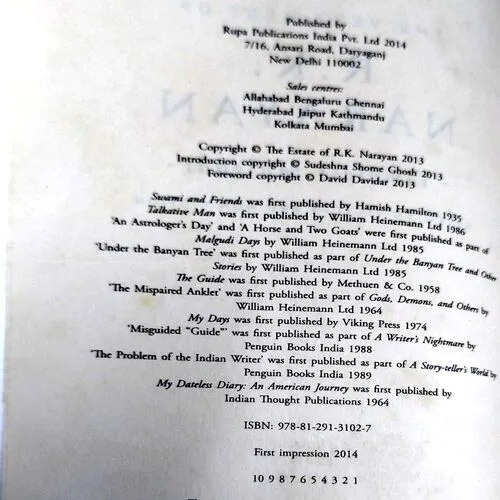 Published by
Rupa Publications India Pvt. Ltd 2014
7/16, Ansari Road, Daryaganj
New Delhi 110002
Sales centres:
Allahabad Bengaluru Chennai
Hyderabad Jaipur Kathmandu
Kolkata Mumbai
Copyright © The Estate of R.K. Narayan 2013
Introduction copyright © Sudeshna Shome Ghosh 2013
Foreword copyright © David Davidar 2013
Swami and Friends was first published by Hamish Hamilton 1935
Talkative Man was first published by William Heinemann Ltd 1986
'An Astrologer's Day' and 'A Horse and Two Goats' were first published as part of
Malgudi Days by William Heinemann Ltd 1985
'Under the Banyan Tree' was first published as part of Under the Banyan Tree and Other
Stories by William Heinemann Ltd 1985
The Guide was first published by Methuen & Co. 1958
'The Mispaired Anklet' was first published as part of Gods, Demons, and Others by
William Heinemann Ltd 1964
My Days was first published by Viking Press 1974
'Misguided "Guide"' was first published as part of A Writer's Nightmare by
Penguin Books India 1988
'The Problem of the Indian Writer' was first published as part of A Story-teller's World by
Penguin Books India 1989
My Dateless Diary: An American Journey was first published by
Indian Thought Publications 1964
ISBN: 978-81-291-3102-7
First impression 2014
10 9 8 7 6 5 4 3 2 1